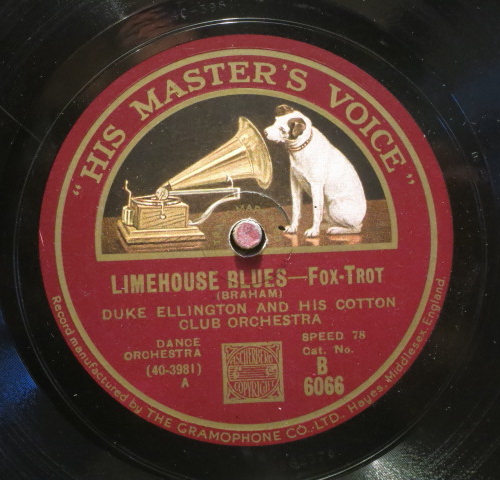 "HIS MASTER'S VOICE"
LIMEHOUSE BLUES—FOX-TROT
(BRAHAM)
DUKE ELLINGTON AND HIS COTTON
CLUB ORCHESTRA
DANCE
ORCHESTRA
(40-3981)
A
SPEED 78
Cat. No.
B
6066
COPYRIGHT
Record manufactured by THE GRAMOPHONE CO., LTD. Hayes, Middlesex, England.